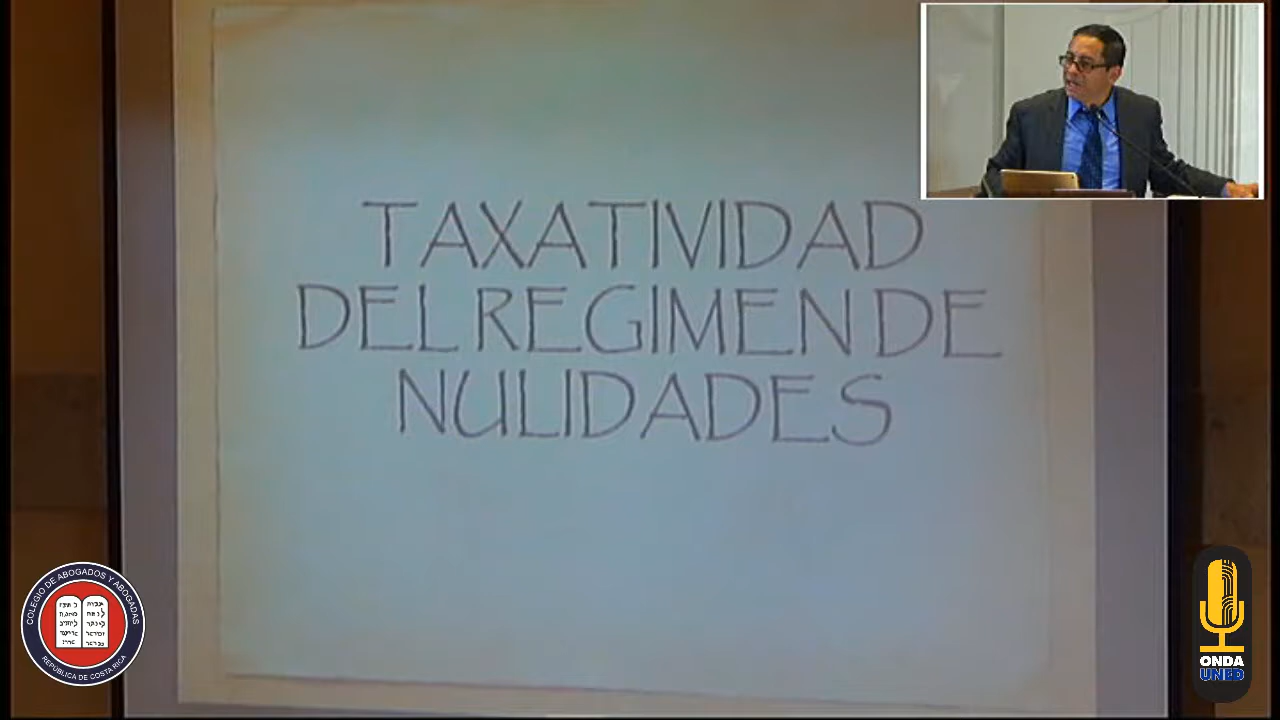 TAXATIVIDAD
DEL REGIMEN DE
NULIDADES
COLEGIO DE ABOGADOS Y ABOGADAS
REPÚBLICA DE COSTA RICA
ONDA
UNED